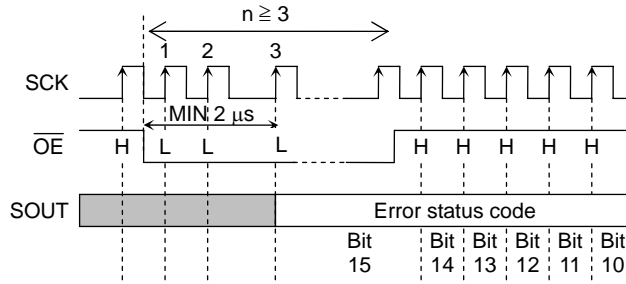 n ≧ 3
1 2 3
SCK
MIN 2 μs
OE H L L L H H H H H
SOUT Error status code
Bit 15 Bit 14 Bit 13 Bit 12 Bit 11 Bit 10